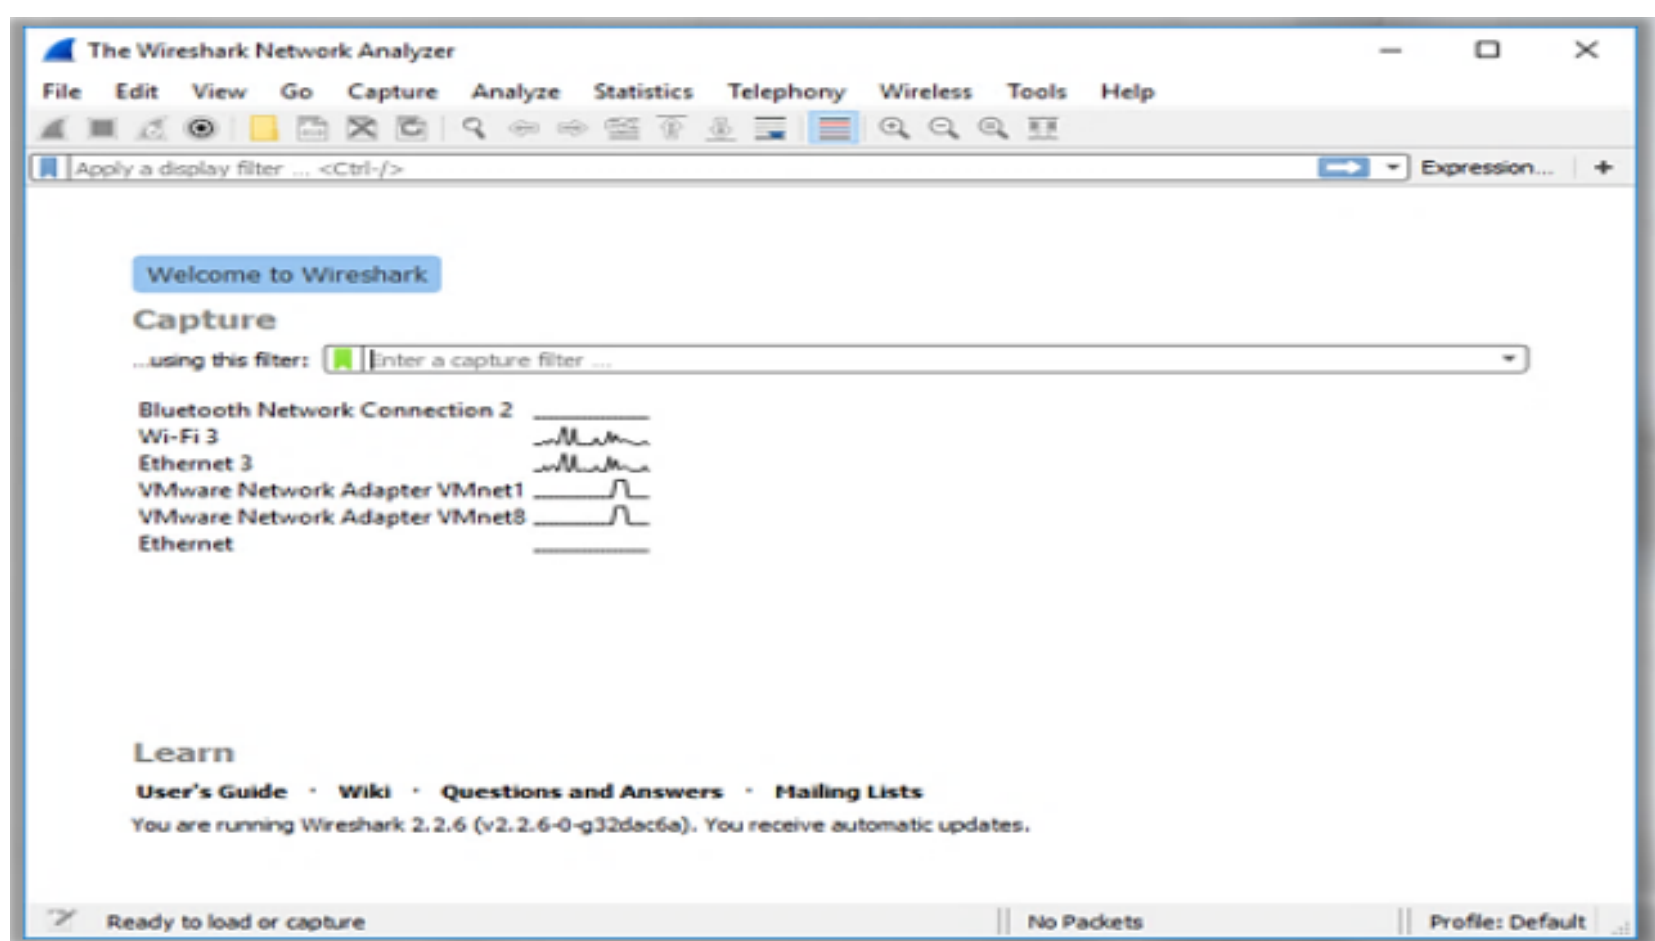 The Wireshark Network Analyzer
File Edit View Go Capture Analyze Statistics Telephony Wireless Tools Help
Apply a display filter ... <Ctrl-/> Expression... +
Welcome to Wireshark
Capture
...using this filter: Enter a capture filter ...
Bluetooth Network Connection 2
Wi-Fi 3
Ethernet 3
VMware Network Adapter VMnet1
VMware Network Adapter VMnet8
Ethernet
Learn
User's Guide · Wiki · Questions and Answers · Mailing Lists
You are running Wireshark 2.2.6 (v2.2.6-0-g32dac6a). You receive automatic updates.
Ready to load or capture No Packets Profile: Default